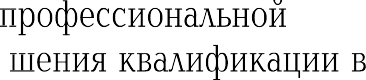 профессиональной
шения квалификации в